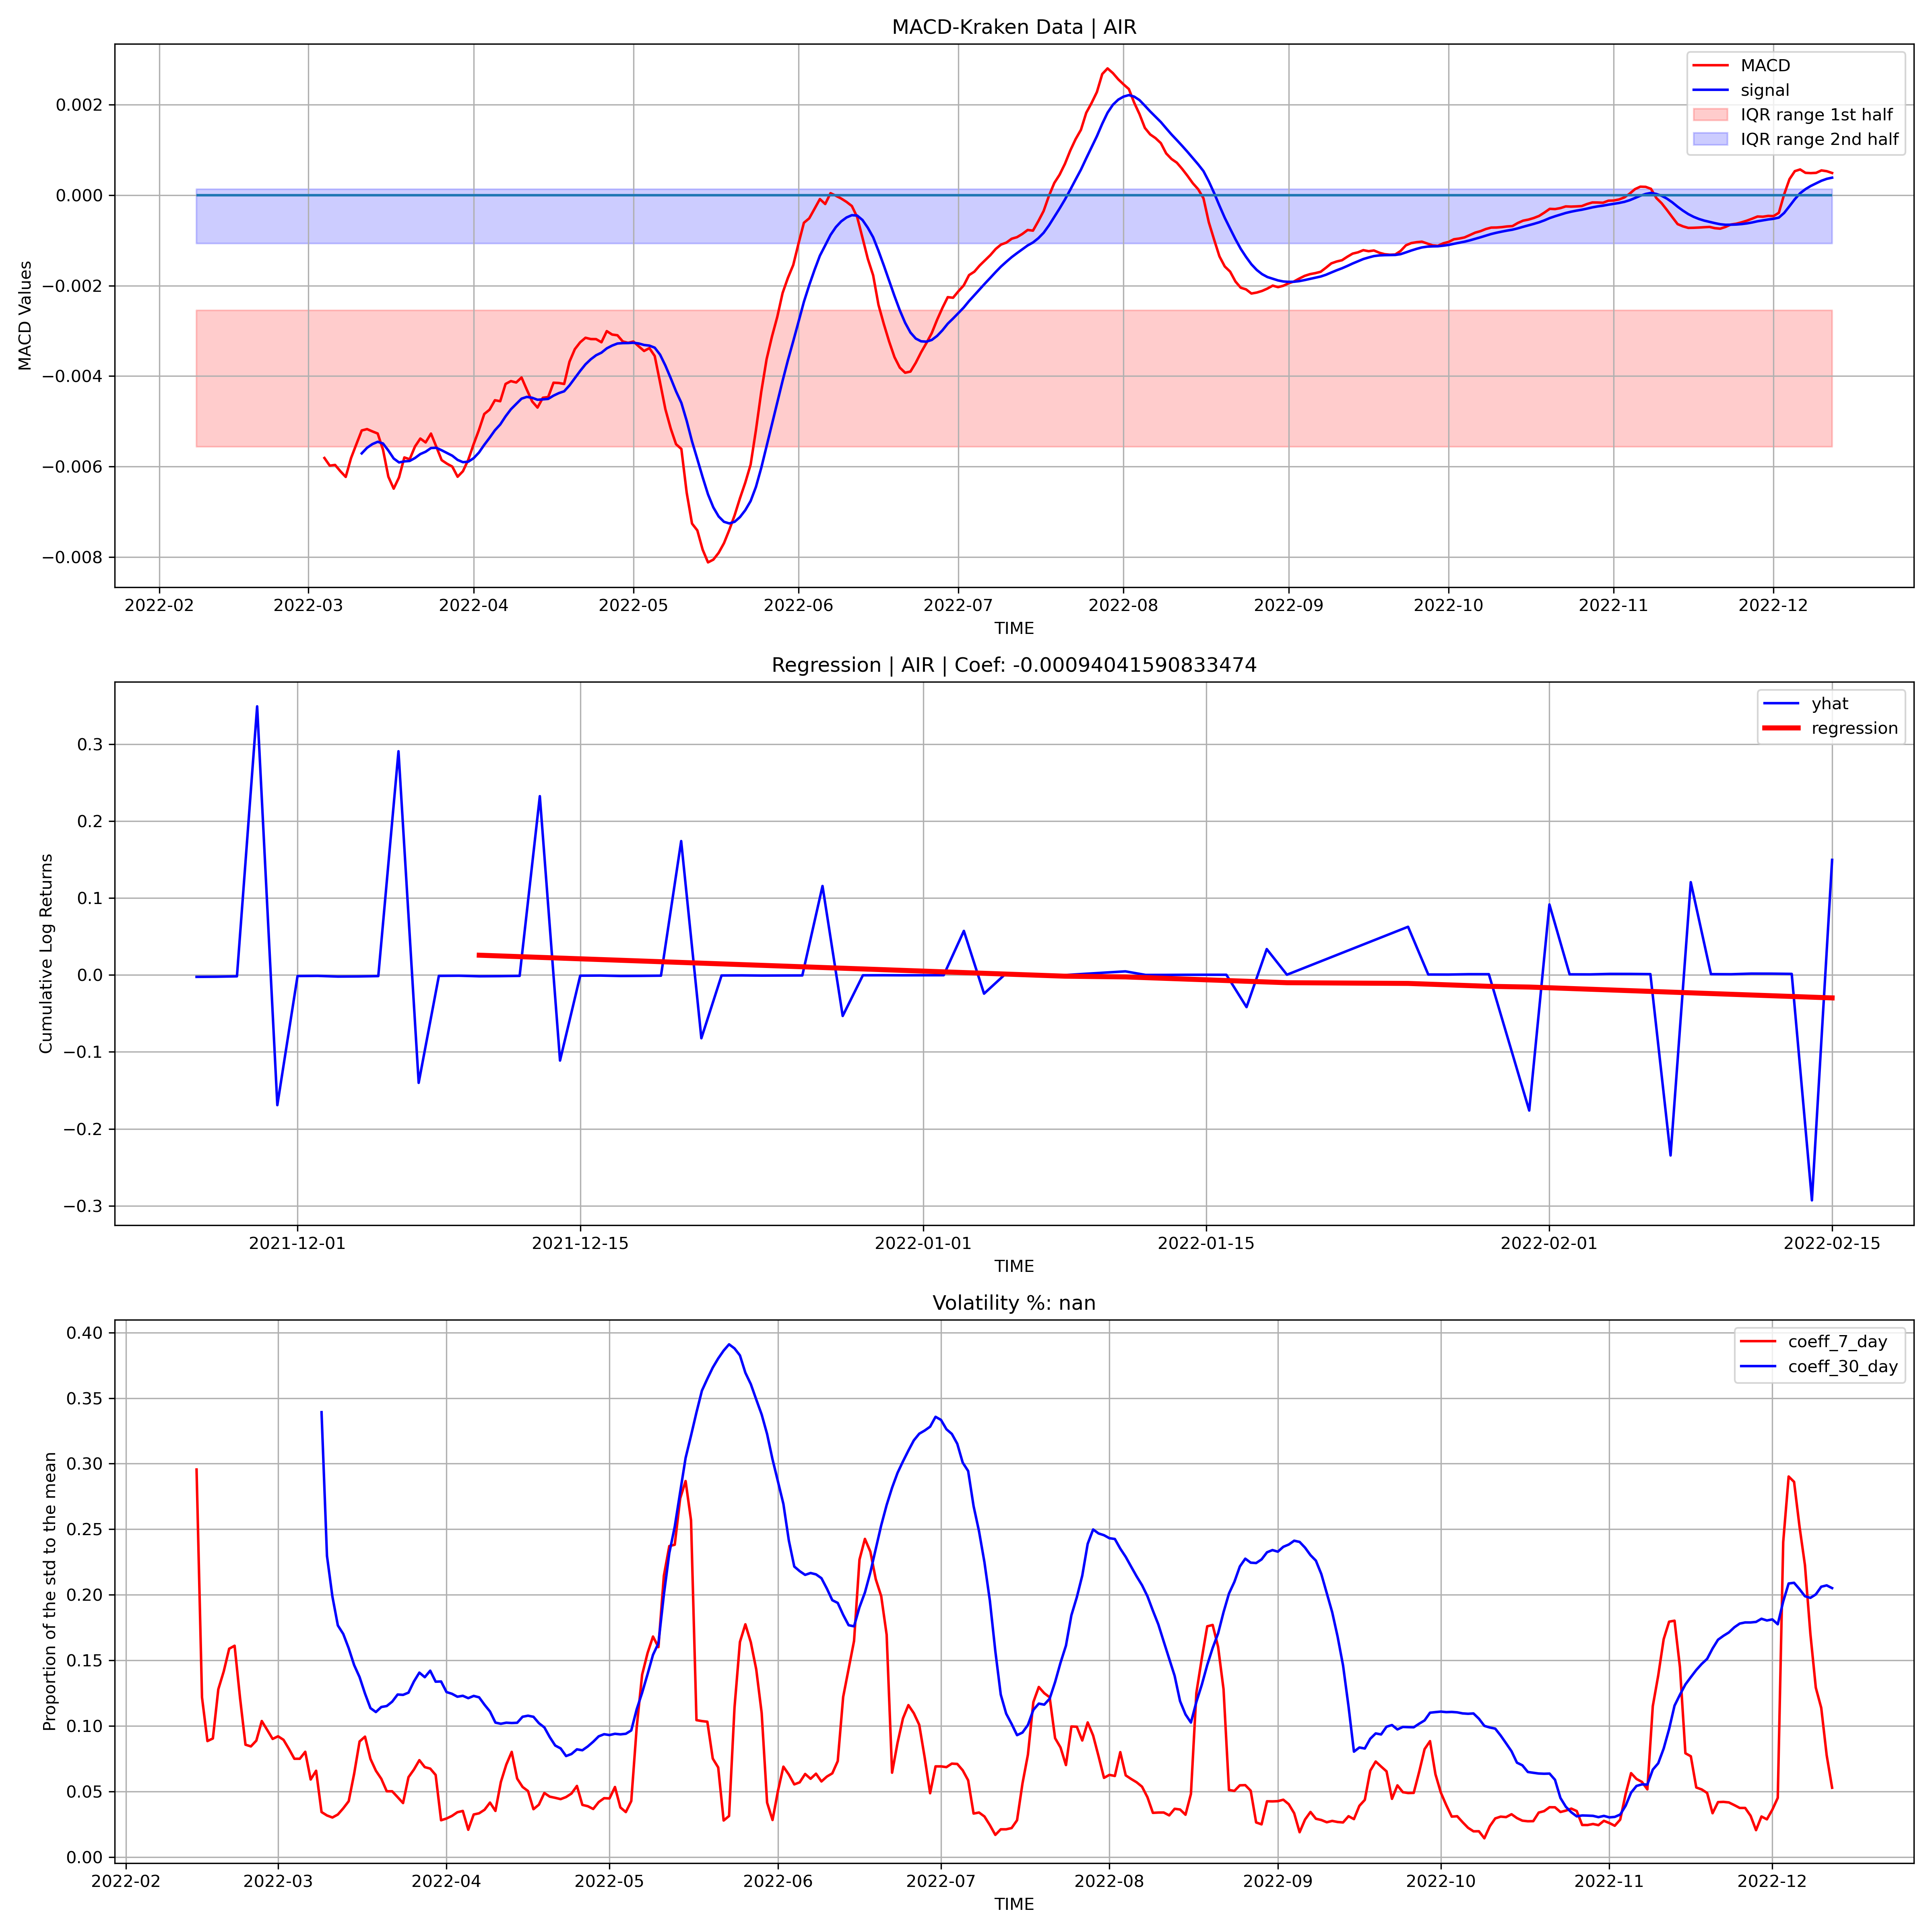 MACD-Kraken Data | AIR
MACD Values
0.002
0.000
−0.002
−0.004
−0.006
−0.008
MACD
signal
IQR range 1st half
IQR range 2nd half
2022-02 2022-03 2022-04 2022-05 2022-06 2022-07 2022-08 2022-09 2022-10 2022-11 2022-12
TIME
Regression | AIR | Coef: -0.00094041590833474
Cumulative Log Returns
0.3
0.2
0.1
0.0
−0.1
−0.2
−0.3
yhat
regression
2021-12-01 2021-12-15 2022-01-01 2022-01-15 2022-02-01 2022-02-15
TIME
Volatility %: nan
Proportion of the std to the mean
0.40
0.35
0.30
0.25
0.20
0.15
0.10
0.05
0.00
coeff_7_day
coeff_30_day
2022-02 2022-03 2022-04 2022-05 2022-06 2022-07 2022-08 2022-09 2022-10 2022-11 2022-12
TIME